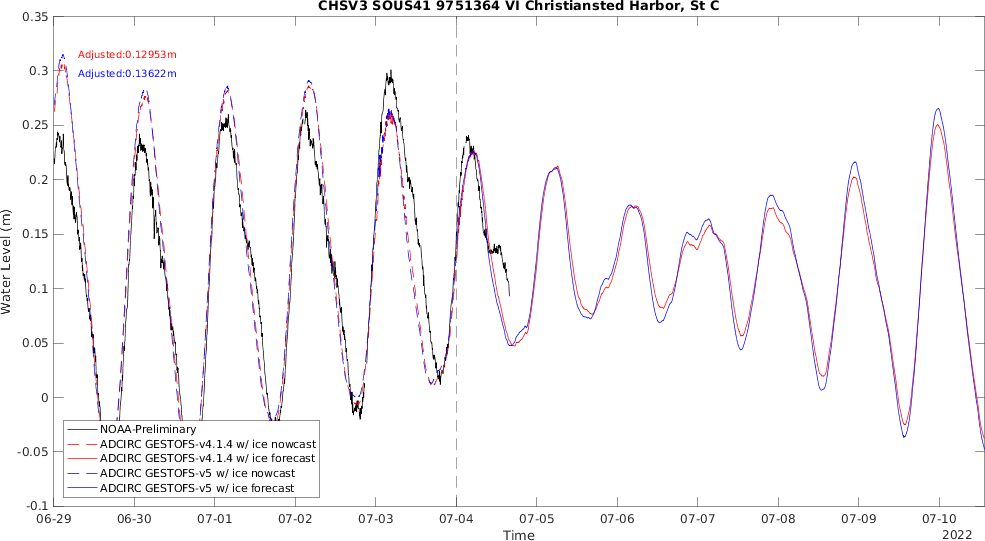 CHSV3 SOUS41 9751364 VI Christiansted Harbor, St C
0.35
0.3
0.25
0.2
0.15
0.1
0.05
0
-0.05
-0.1
Water Level (m)
Adjusted:0.12953m
Adjusted:0.13622m
NOAA-Preliminary
ADCIRC GESTOFS-v4.1.4 w/ ice nowcast
ADCIRC GESTOFS-v4.1.4 w/ ice forecast
ADCIRC GESTOFS-v5 w/ ice nowcast
ADCIRC GESTOFS-v5 w/ ice forecast
06-29 06-30 07-01 07-02 07-03 07-04 07-05 07-06 07-07 07-08 07-09 07-10
Time
2022